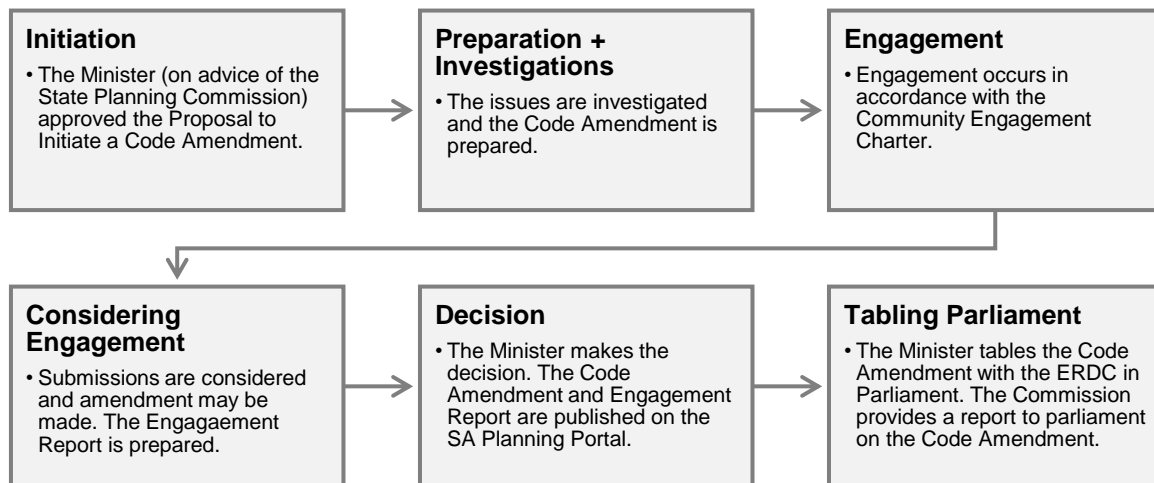 Initiation
• The Minister (on advice of the
State Planning Commission)
approved the Proposal to
Initiate a Code Amendment.
Preparation +
Investigations
• The issues are investigated
and the Code Amendment is
prepared.
Engagement
• Engagement occurs in
accordance with the
Community Engagement
Charter.
Considering
Engagement
• Submissions are considered
and amendment may be
made. The Engagaement
Report is prepared.
Decision
• The Minister makes the
decision. The Code
Amendment and Engagement
Report are published on the
SA Planning Portal.
Tabling Parliament
• The Minister tables the Code
Amendment with the ERDC in
Parliament. The Commission
provides a report to parliament
on the Code Amendment.